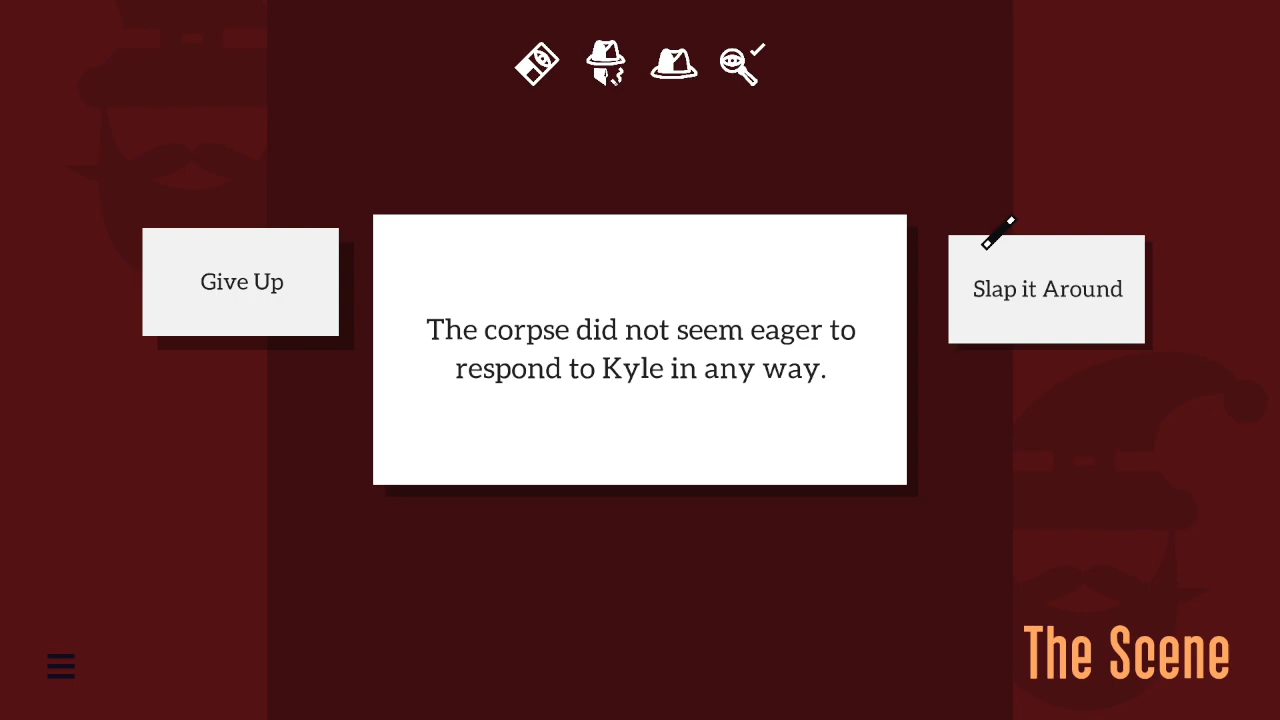 Give Up
The corpse did not seem eager to
respond to Kyle in any way.
Slap it Around
The Scene